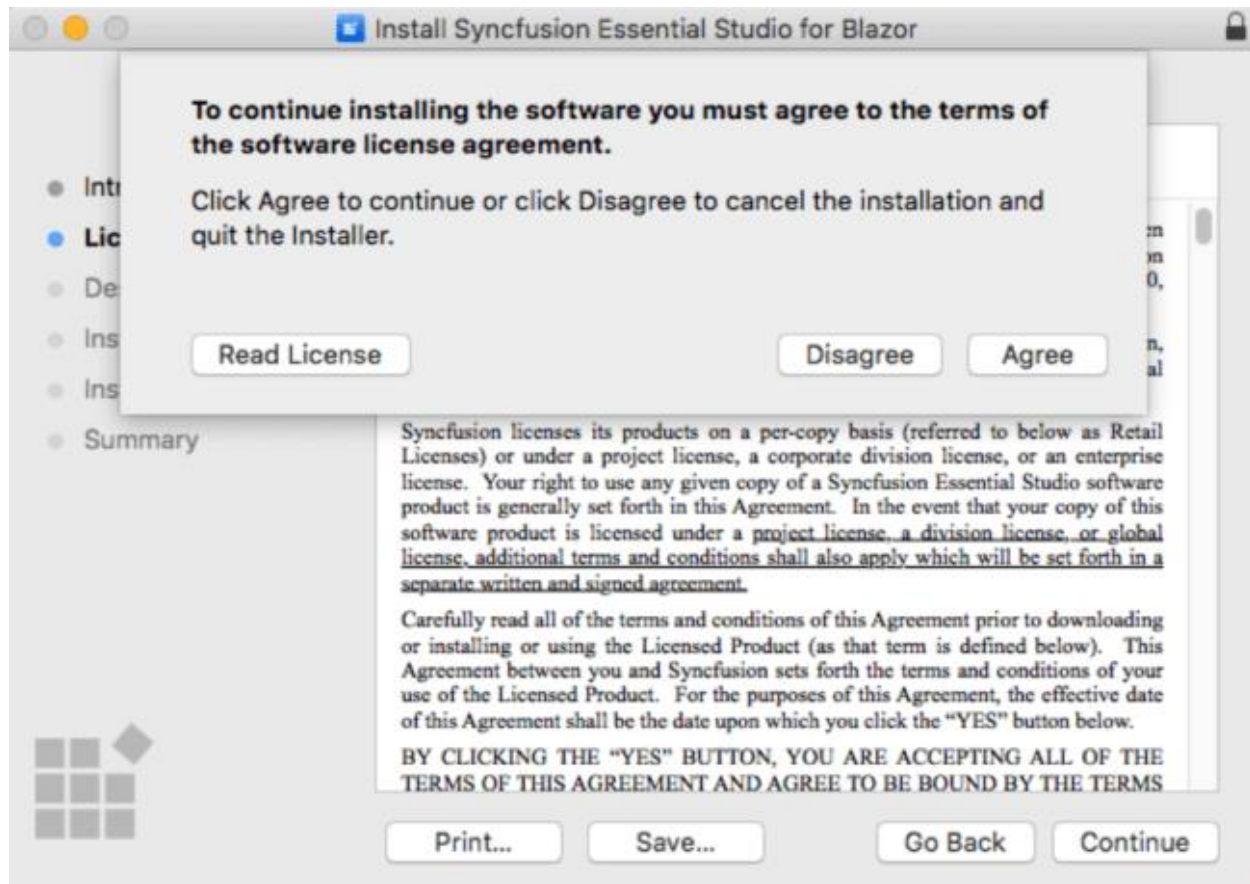 Install Syncfusion Essential Studio for Blazor
To continue installing the software you must agree to the terms of
the software license agreement.
Click Agree to continue or click Disagree to cancel the installation and
quit the Installer.
Read License
Disagree
Agree
Summary
0,
n,
al
Syncfusion licenses its products on a per-copy basis (referred to below as Retail
Licenses) or under a project license, a corporate division license, or an enterprise
license. Your right to use any given copy of a Syncfusion Essential Studio software
product is generally set forth in this Agreement. In the event that your copy of this
software product is licensed under a project license, a division license, or global
license, additional terms and conditions shall also apply which will be set forth in a
separate written and signed agreement.
Carefully read all of the terms and conditions of this Agreement prior to downloading
or installing or using the Licensed Product (as that term is defined below). This
Agreement between you and Syncfusion sets forth the terms and conditions of your
use of the Licensed Product. For the purposes of this Agreement, the effective date
of this Agreement shall be the date upon which you click the “YES” button below.
BY CLICKING THE “YES” BUTTON, YOU ARE ACCEPTING ALL OF THE
TERMS OF THIS AGREEMENT AND AGREE TO BE BOUND BY THE TERMS
Print...
Save...
Go Back
Continue